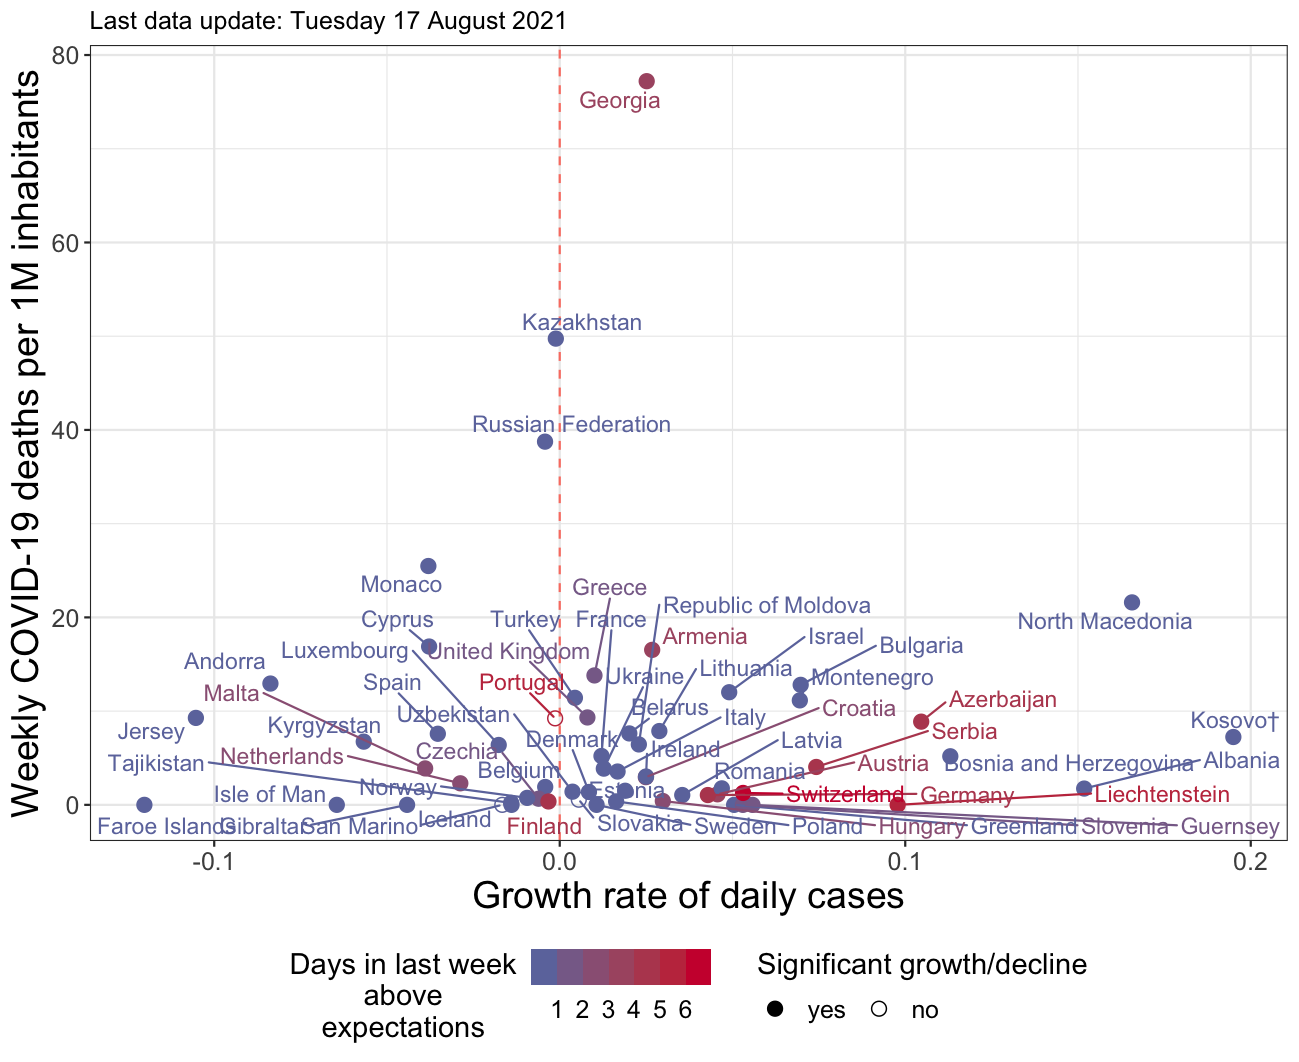 Last data update: Tuesday 17 August 2021
Weekly COVID-19 deaths per 1M inhabitants
80
60
40
20
0
Georgia
Kazakhstan
Russian Federation
Monaco
Greece
Cyprus
Turkey
France
Republic of Moldova
North Macedonia
Luxembourg
United Kingdom
Armenia
Israel
Bulgaria
Andorra
Spain
Portugal
Ukraine
Lithuania
Montenegro
Malta
Uzbekistan
Belarus
Croatia
Azerbaijan
Jersey
Kyrgyzstan
Denmark
Italy
Serbia
Kosovo†
Netherlands
Czechia
Ireland
Latvia
Tajikistan
Belgium
Romania
Austria
Bosnia and Herzegovina
Albania
Isle of Man
Norway
Estonia
Switzerland
Germany
Liechtenstein
Faroe Islands
Gibraltar
San Marino
Iceland
Finland
Slovakia
Sweden
Poland
Hungary
Greenland
Slovenia
Guernsey
-0.1
0.0
0.1
0.2
Growth rate of daily cases
Days in last week
above
expectations
1 2 3 4 5 6
Significant growth/decline
yes
no